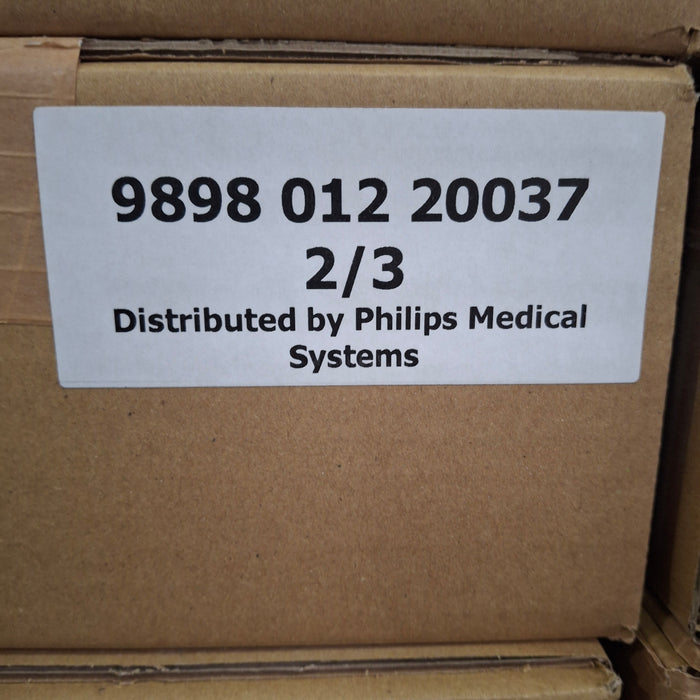 9898 012 20037
2/3
Distributed by Philips Medical
Systems